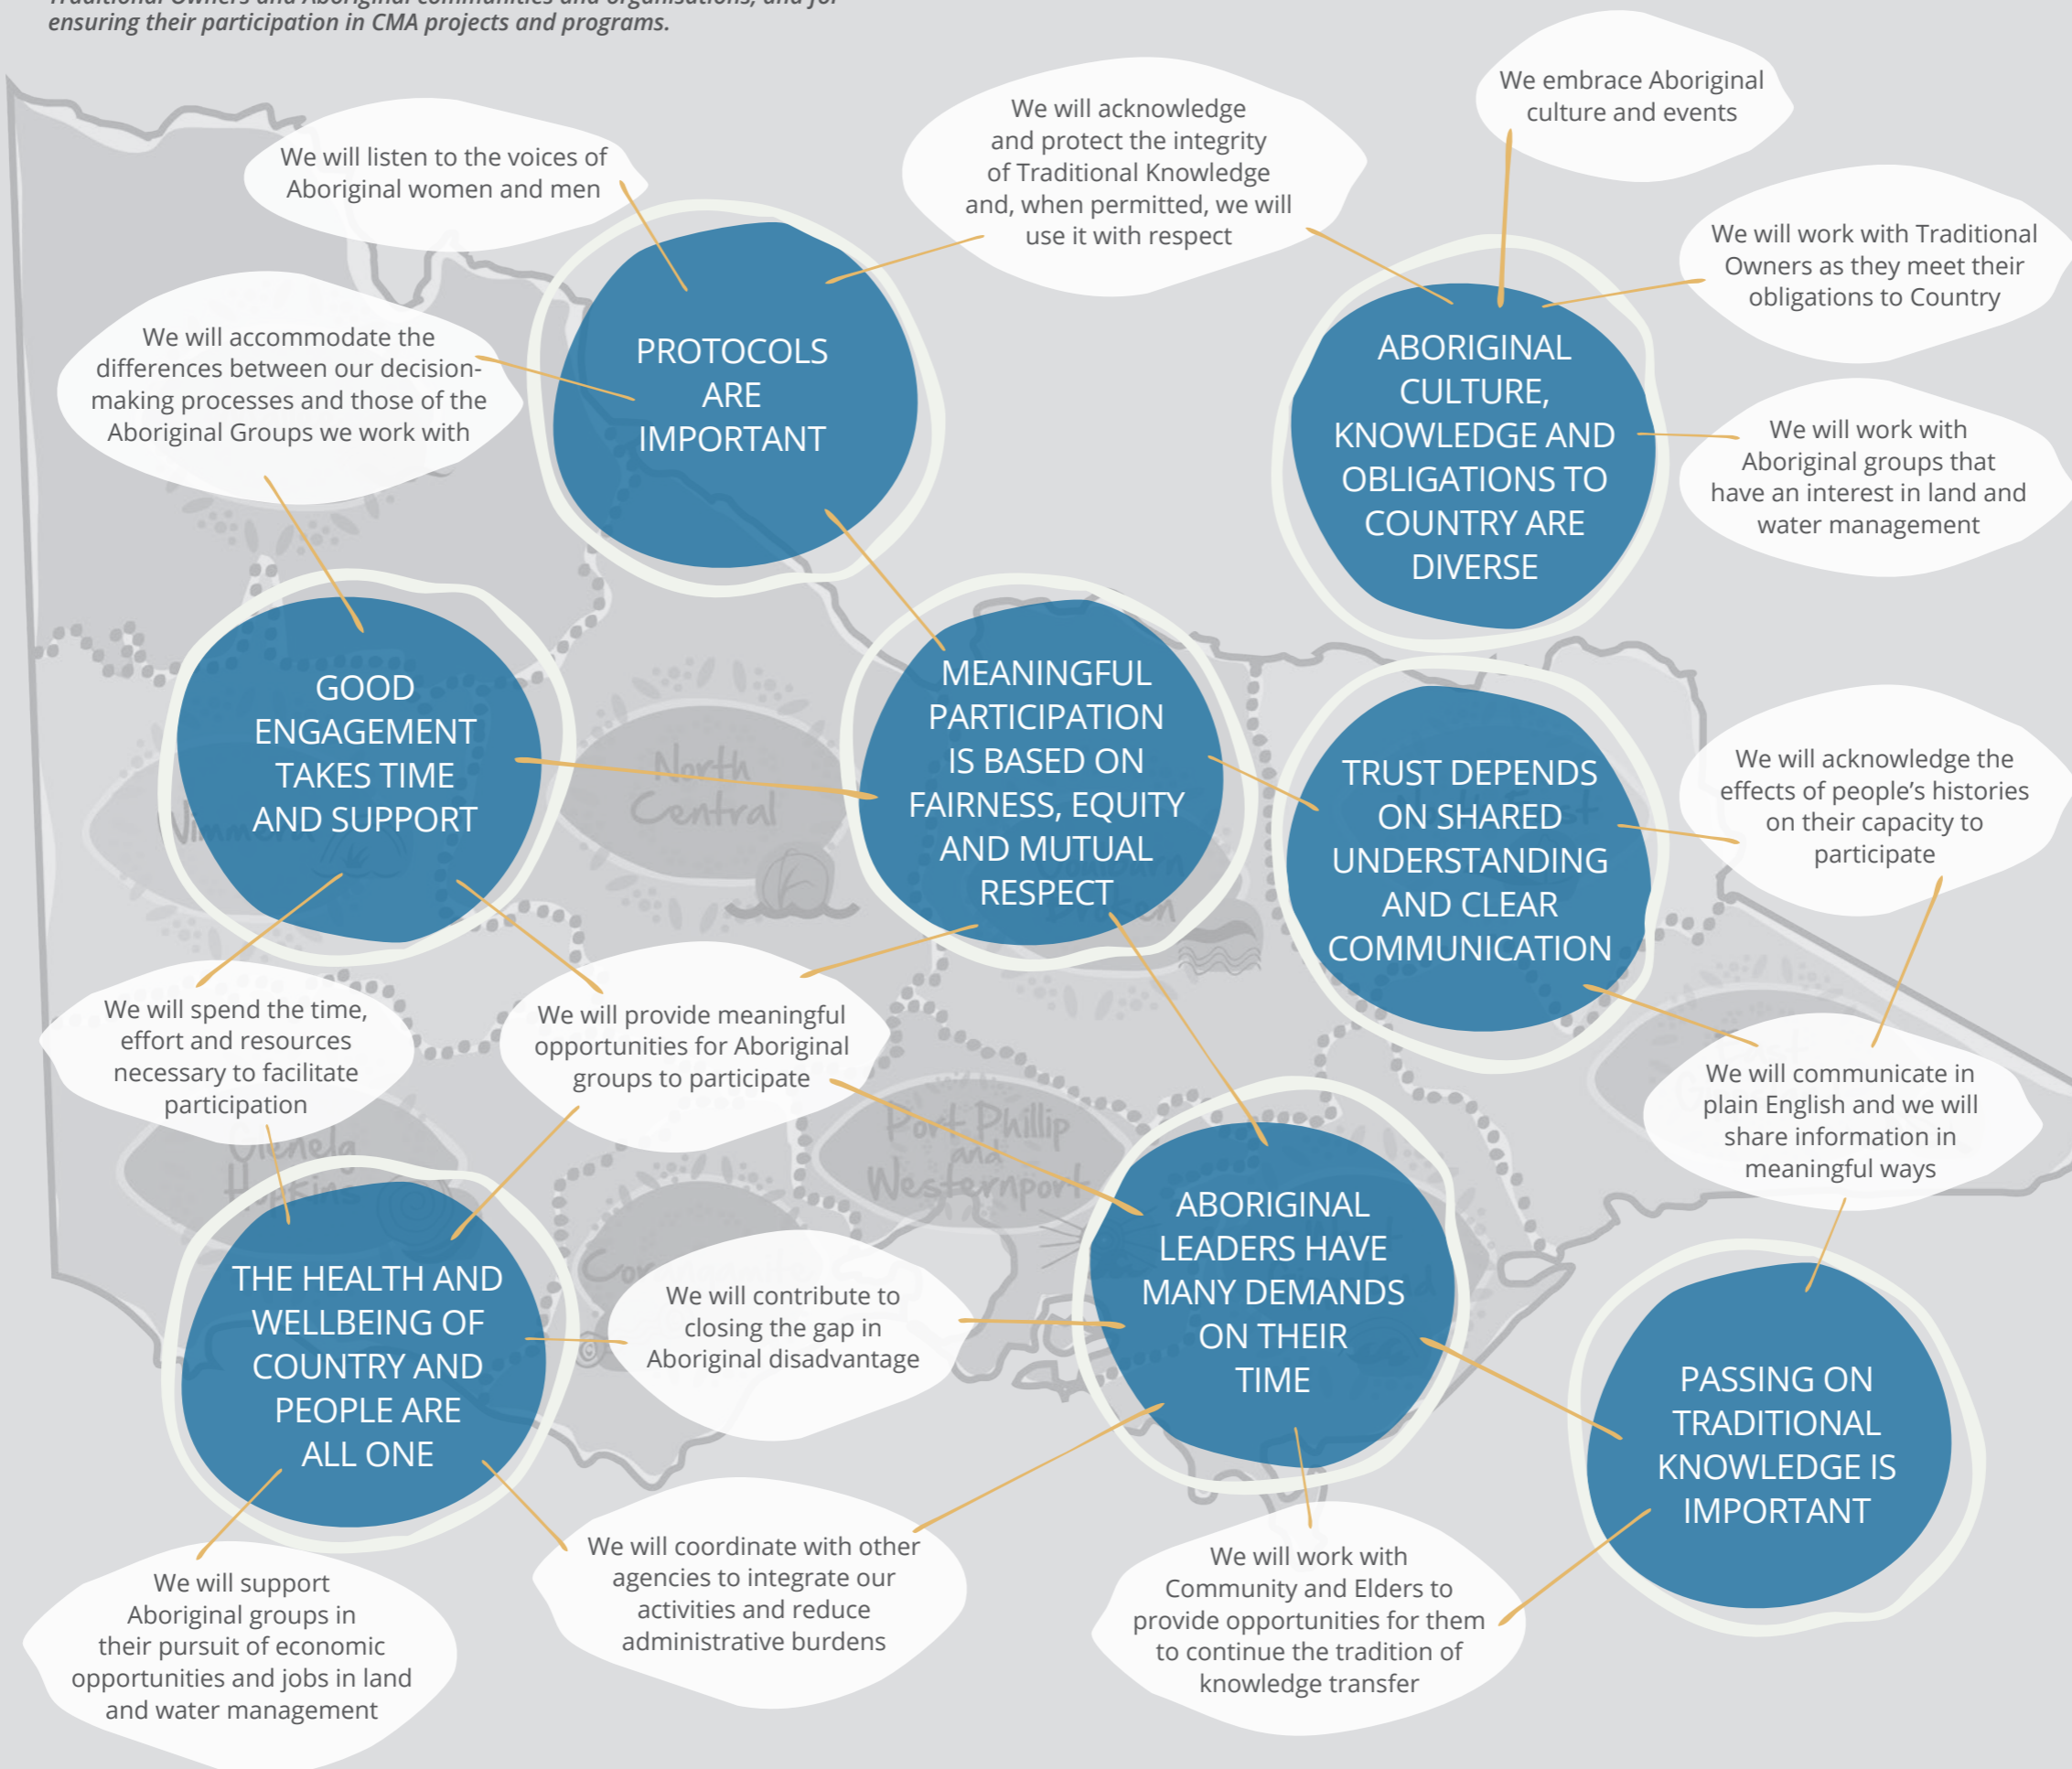 Traditional Owners and Aboriginal communities and organisations, and for
ensuring their participation in CMA projects and programs.
We will listen to the voices of
Aboriginal women and men
We will acknowledge
and protect the integrity
of Traditional Knowledge
and, when permitted, we will
use it with respect
We embrace Aboriginal
culture and events
We will work with Traditional
Owners as they meet their
obligations to Country
We will accommodate the
differences between our decision-
making processes and those of the
Aboriginal Groups we work with
PROTOCOLS
ARE
IMPORTANT
ABORIGINAL
CULTURE,
KNOWLEDGE AND
OBLIGATIONS TO
COUNTRY ARE
DIVERSE
We will work with
Aboriginal groups that
have an interest in land and
water management
GOOD
ENGAGEMENT
TAKES TIME
AND SUPPORT
North
Central
MEANINGFUL
PARTICIPATION
IS BASED ON
FAIRNESS, EQUITY
AND MUTUAL
RESPECT
TRUST DEPENDS
ON SHARED
UNDERSTANDING
AND CLEAR
COMMUNICATION
We will acknowledge the
effects of people's histories
on their capacity to
participate
We will spend the time,
effort and resources
necessary to facilitate
participation
We will provide meaningful
opportunities for Aboriginal
groups to participate
We will communicate in
plain English and we will
share information in
meaningful ways
Glenelg
Hopkins
Port Phillip
and
Westernport
THE HEALTH AND
WELLBEING OF
COUNTRY AND
PEOPLE ARE
ALL ONE
We will contribute to
closing the gap in
Aboriginal disadvantage
ABORIGINAL
LEADERS HAVE
MANY DEMANDS
ON THEIR
TIME
PASSING ON
TRADITIONAL
KNOWLEDGE IS
IMPORTANT
We will support
Aboriginal groups in
their pursuit of economic
opportunities and jobs in land
and water management
We will coordinate with other
agencies to integrate our
activities and reduce
administrative burdens
We will work with
Community and Elders to
provide opportunities for them
to continue the tradition of
knowledge transfer